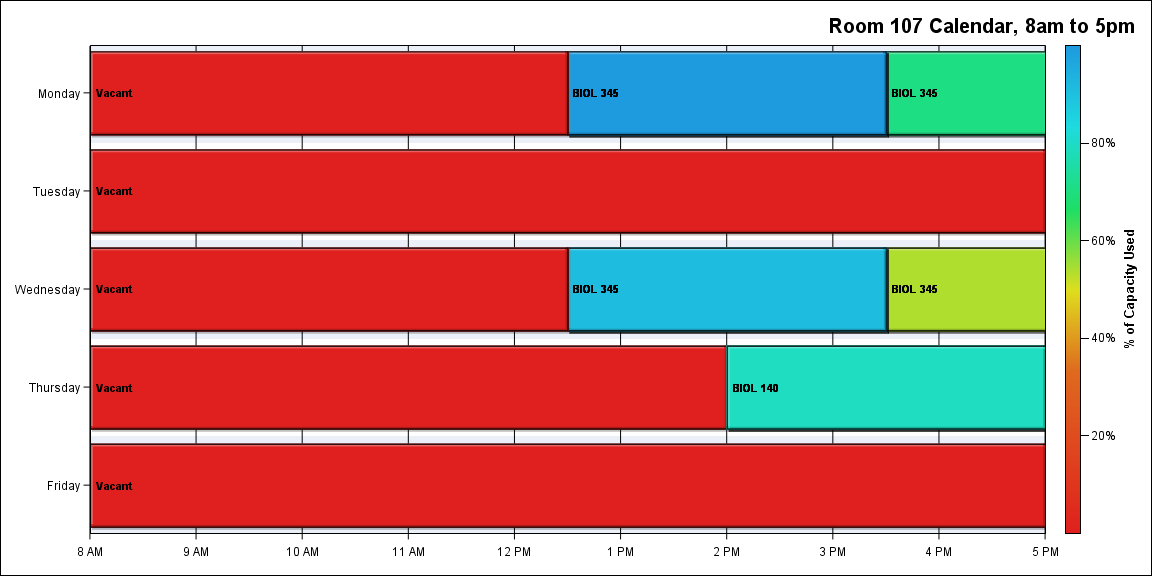 Room 107 Calendar, 8am to 5pm
Monday
Vacant
BIOL 345
BIOL 345
Tuesday
Vacant
Wednesday
Vacant
BIOL 345
BIOL 345
Thursday
Vacant
BIOL 140
Friday
Vacant
8 AM
9 AM
10 AM
11 AM
12 PM
1 PM
2 PM
3 PM
4 PM
5 PM
80%
60%
40%
20%
% of Capacity Used